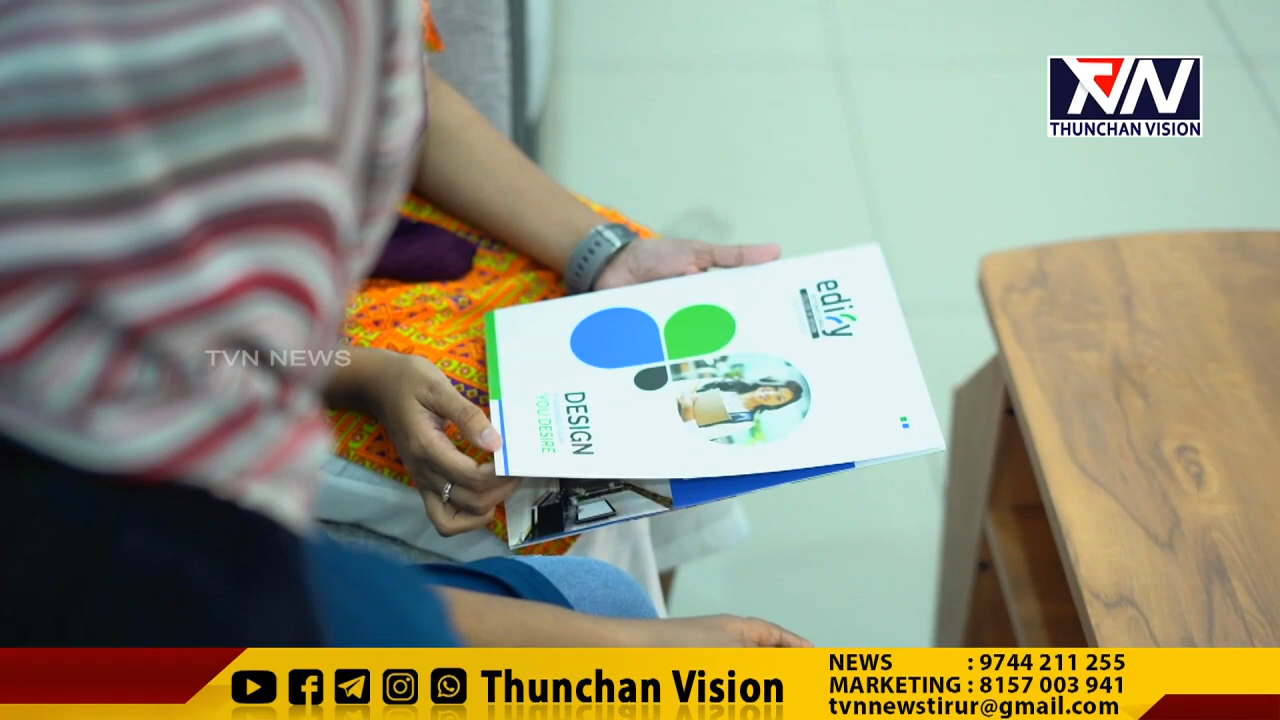 TVN
THUNCHAN VISION
edify
TVN NEWS
DESIGN
YOU DESIRE
Thunchan Vision
NEWS : 9744 211 255
MARKETING : 8157 003 941
tvnnewstirur@gmail.com